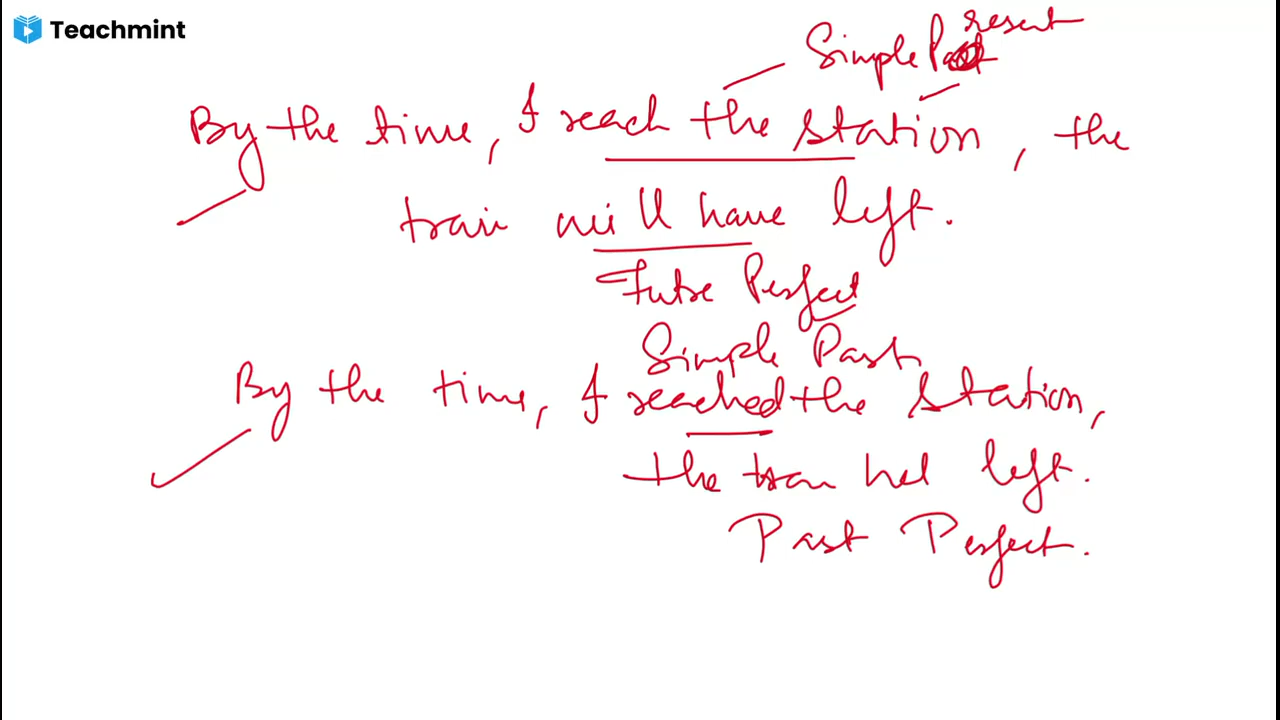 Teachmint
Simple Present
By the time, I reach the station, the
train will have left.
Future Perfect
Simple Past
By the time, I reached the station,
the train had left.
Past Perfect.